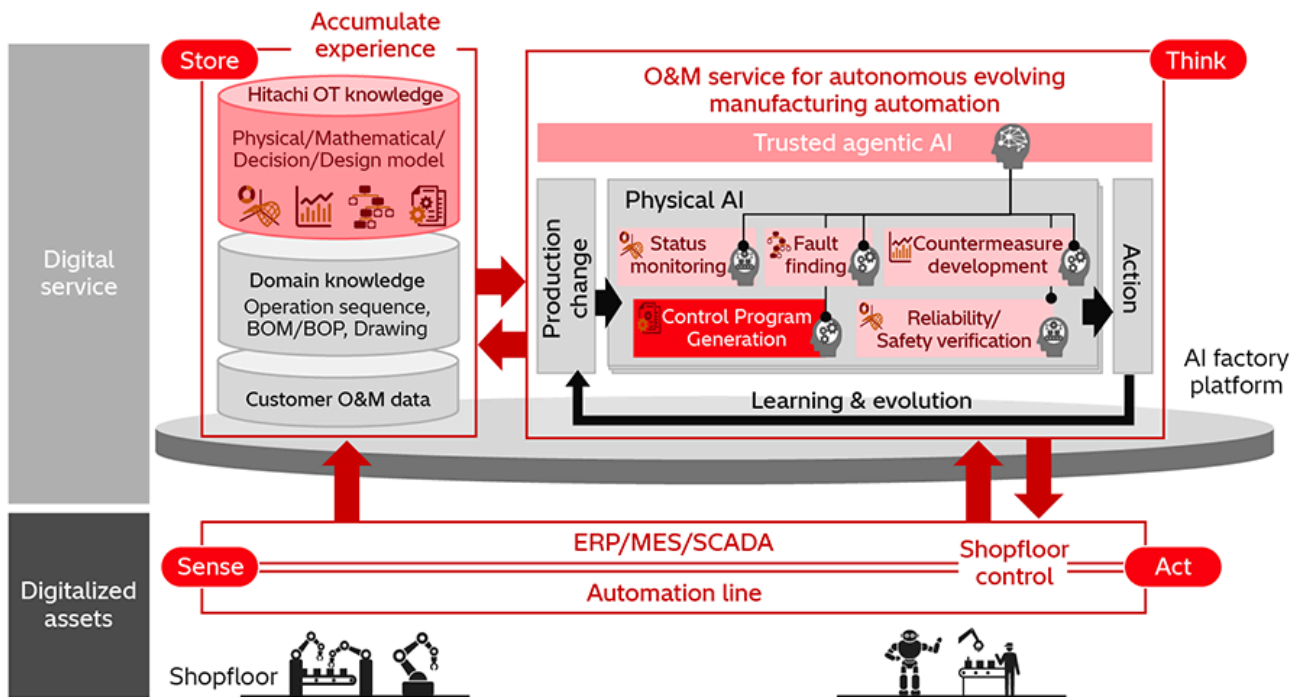 Accumulate
experience
Store
Think
Hitachi OT knowledge
Physical/Mathematical/
Decision/Design model
Domain knowledge
Operation sequence,
BOM/BOP, Drawing
Customer O&M data
O&M service for autonomous evolving
manufacturing automation
Trusted agentic AI
Production
change
Physical AI
Status
monitoring
Fault
finding
Countermeasure
development
Control Program
Generation
Reliability/
Safety verification
Action
Learning & evolution
AI factory
platform
Digital
service
Digitalized
assets
Sense
ERP/MES/SCADA
Automation line
Shopfloor
control
Act
Shopfloor